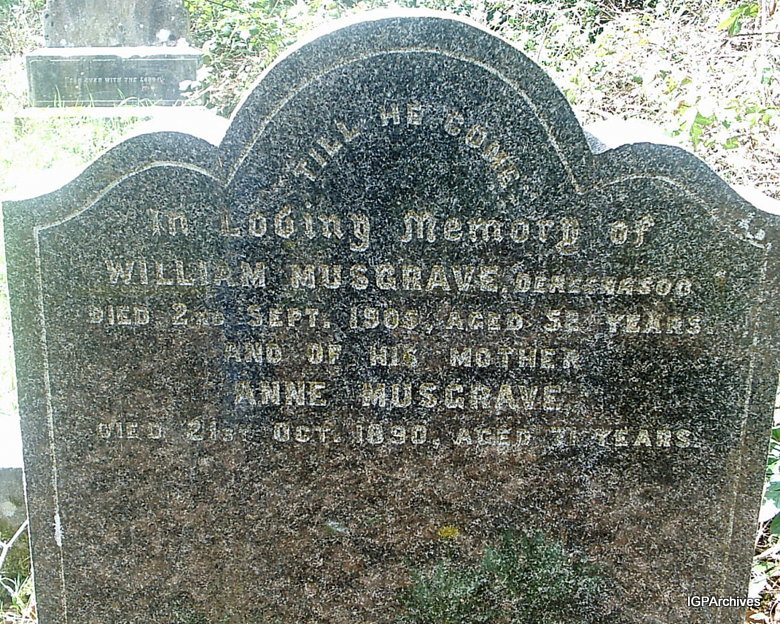 TILL HE COME
In Loving Memory of
WILLIAM MUSGRAVE,
DIED 2ND SEPT. 1909, AGED 52 YEARS.
AND OF HIS MOTHER
ANNE MUSGRAVE,
DIED 21ST OCT. 1890, AGED 71 YEARS.
IGPArchives